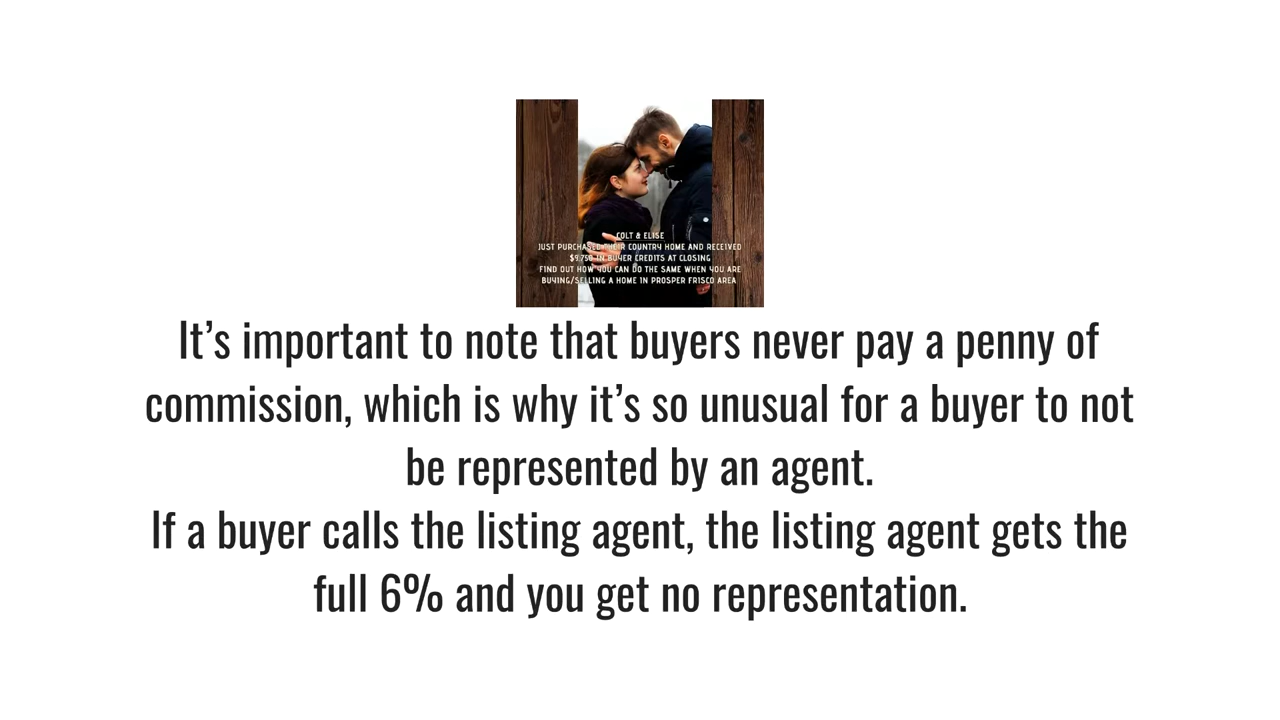 COLT & ELISE
JUST PURCHASED THEIR COUNTRY HOME AND RECEIVED
$9,750 IN BUYER CREDITS AT CLOSING
FIND OUT HOW YOU CAN DO THE SAME WHEN YOU ARE
BUYING/SELLING A HOME IN PROSPER FRISCO AREA
It’s important to note that buyers never pay a penny of
commission, which is why it’s so unusual for a buyer to not
be represented by an agent.
If a buyer calls the listing agent, the listing agent gets the
full 6% and you get no representation.